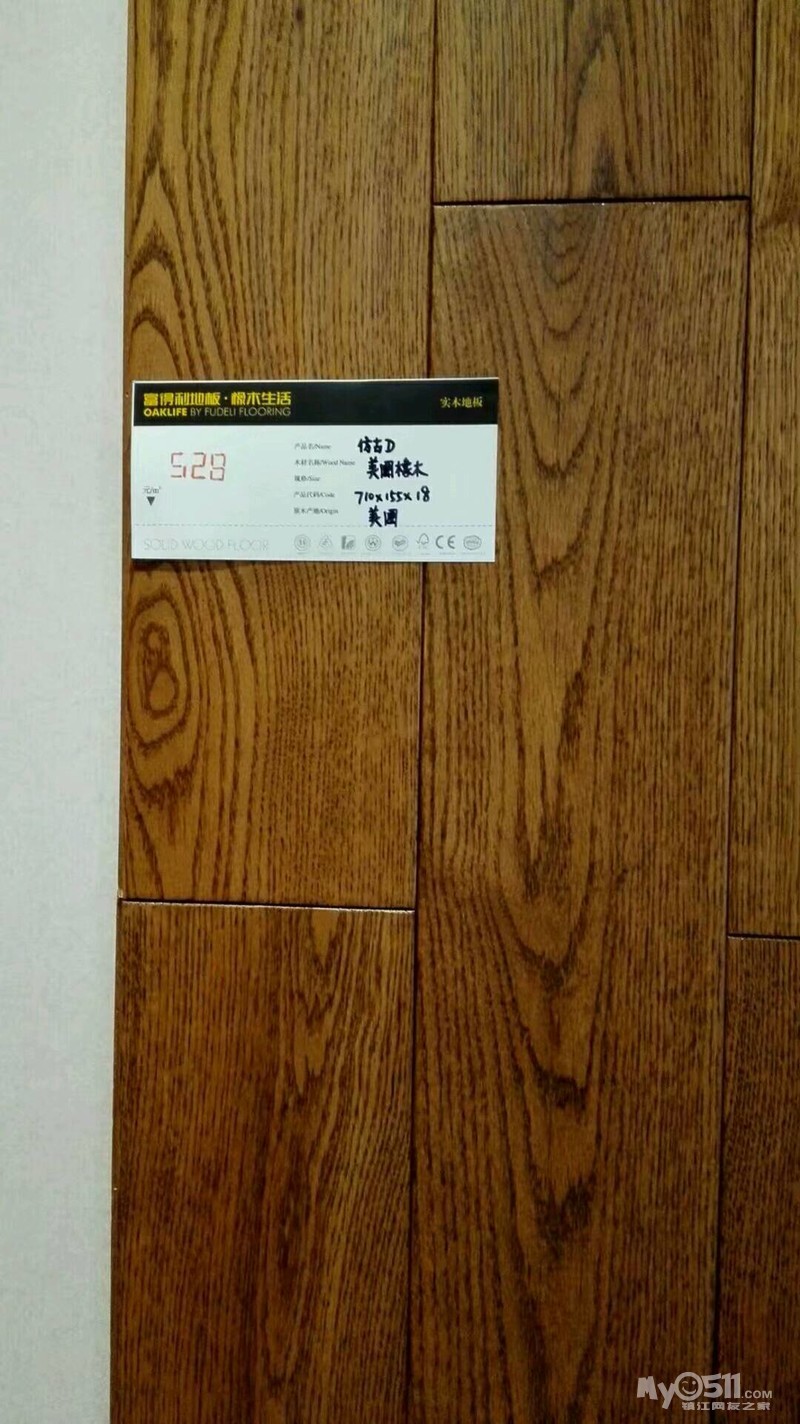 富得利地板·橡木生活
OAKLIFE BY FUDELI FLOORING
实木地板
528
元/m²
产品名/Name 仿古D
木材名称/Wood Name 美國橡木
规格/Size
产品代码/Code 710x155x18
原木产地/Origin 美國
SOLID WOOD FLOOR
CE
My0511.COM
镇江网友之家